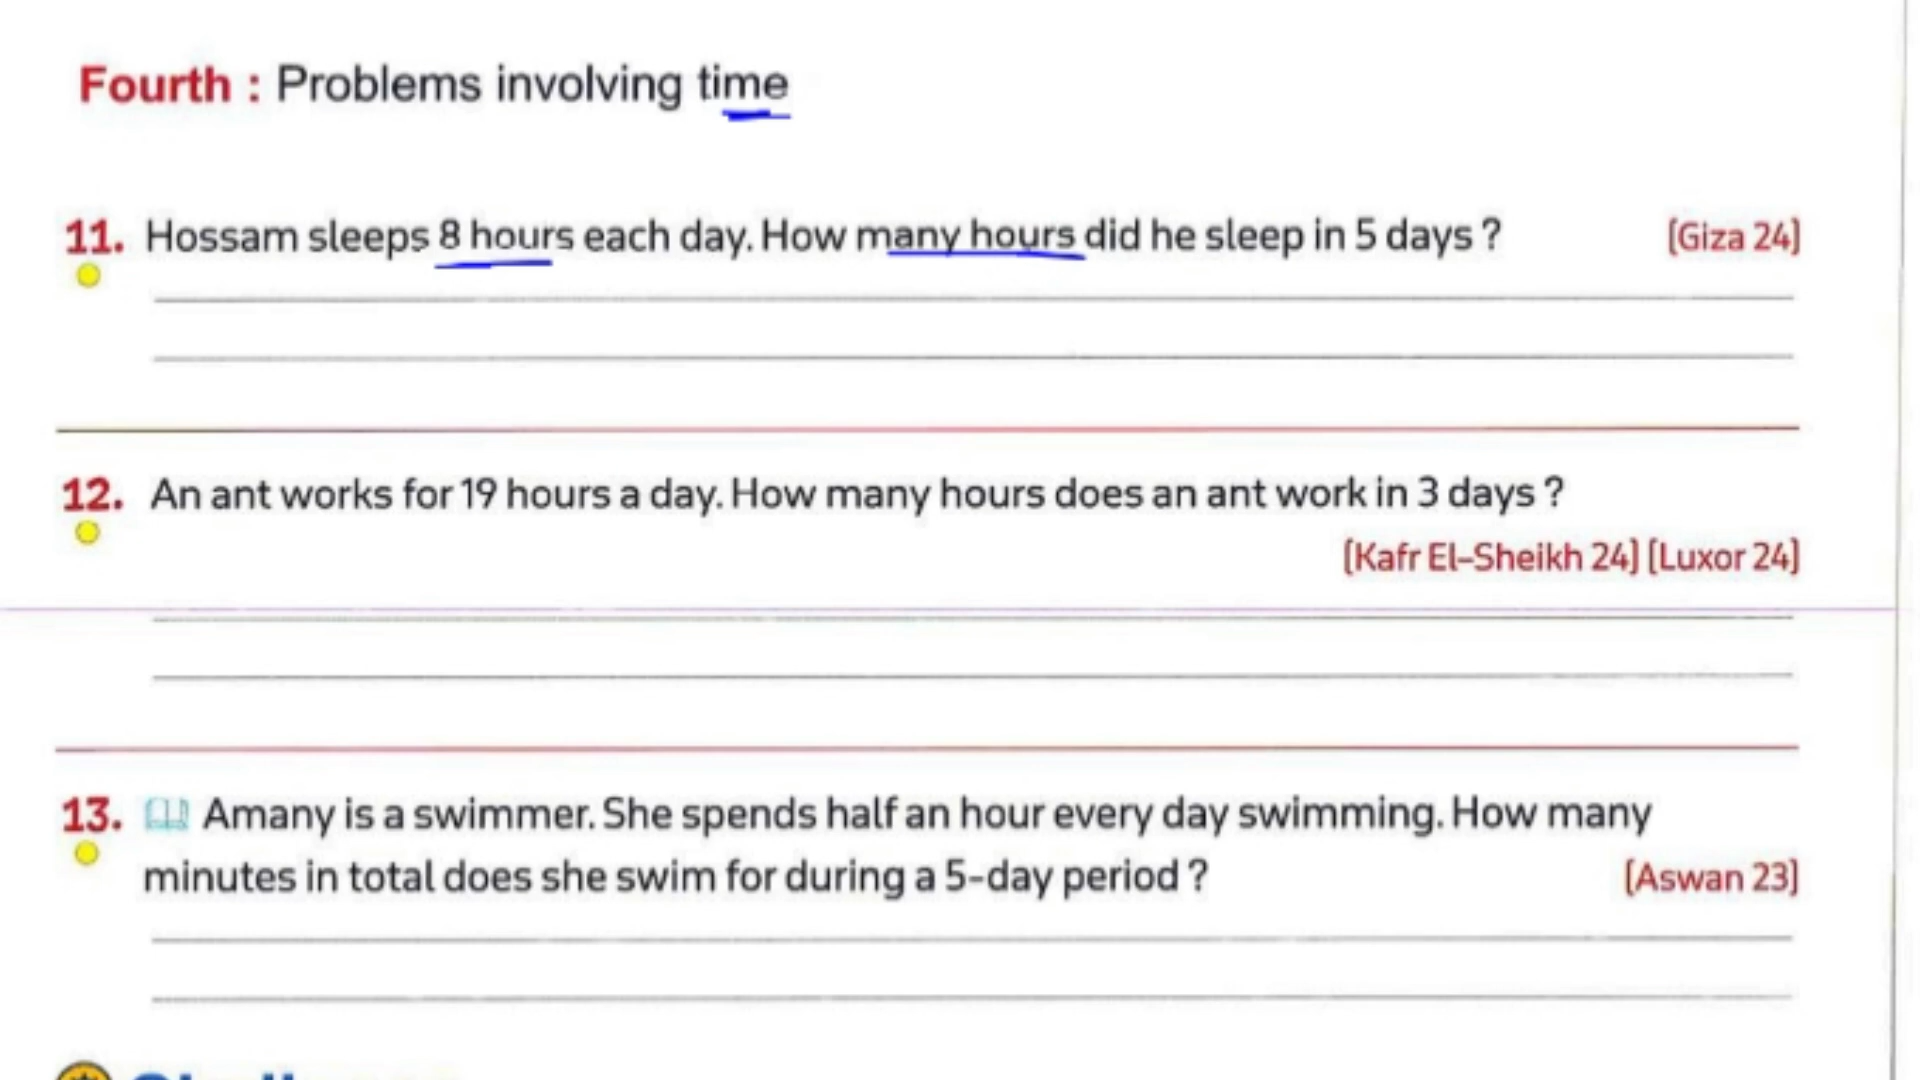 Fourth : Problems involving time
11. Hossam sleeps 8 hours each day. How many hours did he sleep in 5 days ? [Giza 24]
12. An ant works for 19 hours a day. How many hours does an ant work in 3 days ?
[Kafr El-Sheikh 24] [Luxor 24]
13. Amany is a swimmer. She spends half an hour every day swimming. How many
minutes in total does she swim for during a 5-day period ? [Aswan 23]